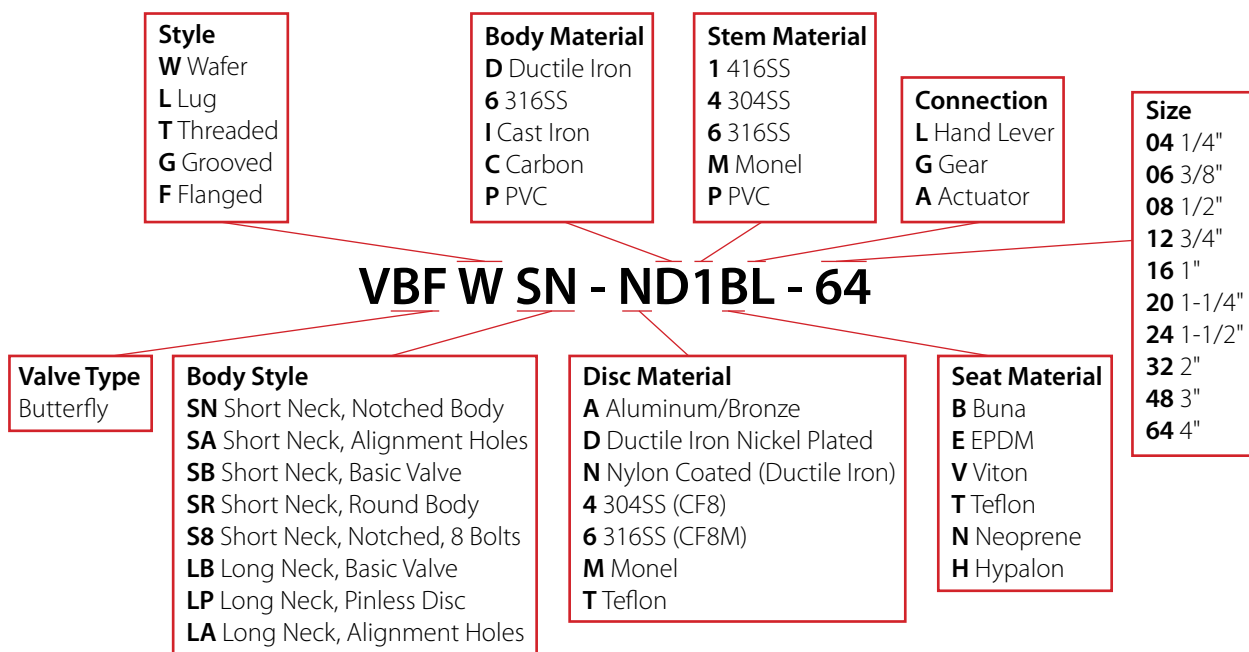 Style
W Wafer
L Lug
T Threaded
G Grooved
F Flanged
Body Material
D Ductile Iron
6 316SS
I Cast Iron
C Carbon
P PVC
Stem Material
1 416SS
4 304SS
6 316SS
M Monel
P PVC
Connection
L Hand Lever
G Gear
A Actuator
Size
04 1/4"
06 3/8"
08 1/2"
12 3/4"
16 1"
20 1-1/4"
24 1-1/2"
32 2"
48 3"
64 4"
VBF W SN - ND1BL - 64
Valve Type
Butterfly
Body Style
SN Short Neck, Notched Body
SA Short Neck, Alignment Holes
SB Short Neck, Basic Valve
SR Short Neck, Round Body
S8 Short Neck, Notched, 8 Bolts
LB Long Neck, Basic Valve
LP Long Neck, Pinless Disc
LA Long Neck, Alignment Holes
Disc Material
A Aluminum/Bronze
D Ductile Iron Nickel Plated
N Nylon Coated (Ductile Iron)
4 304SS (CF8)
6 316SS (CF8M)
M Monel
T Teflon
Seat Material
B Buna
E EPDM
V Viton
T Teflon
N Neoprene
H Hypalon